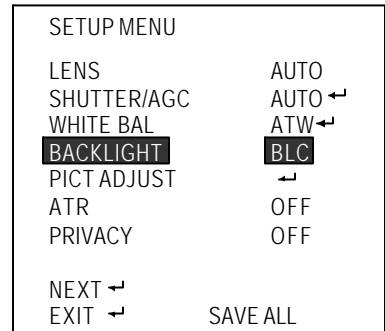 SETUP MENU
LENS AUTO
SHUTTER/AGC AUTO ↵
WHITE BAL ATW ↵
BACKLIGHT BLC
PICT ADJUST ↵
ATR OFF
PRIVACY OFF
NEXT ↵
EXIT ↵ SAVE ALL